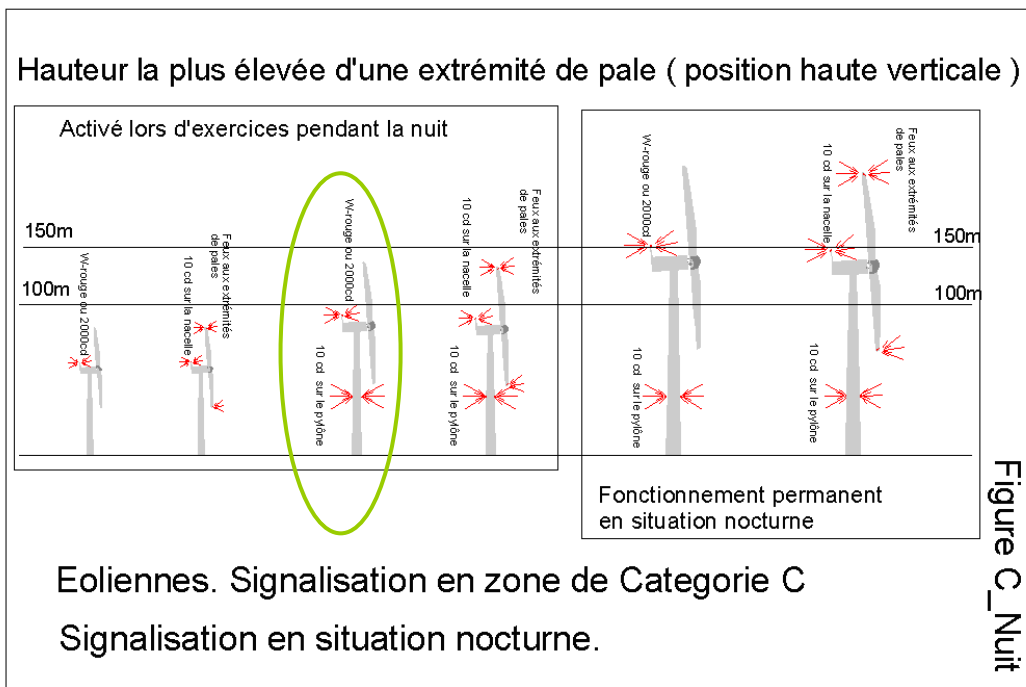 Hauteur la plus élevée d'une extrémité de pale ( position haute verticale )
Activé lors d'exercices pendant la nuit
150m
100m
W-rouge ou 2000cd
10 cd sur la nacelle
Feux aux extrémités
de pales
W-rouge ou 2000cd
10 cd sur le pylône
10 cd sur la nacelle
Feux aux extrémités
de pales
10 cd sur le pylône
W-rouge ou 2000cd
10 cd sur le pylône
10 cd sur la nacelle
Feux aux extrémités
de pales
10 cd sur le pylône
150m
100m
Fonctionnement permanent
en situation nocturne
Eoliennes. Signalisation en zone de Categorie C
Signalisation en situation nocturne.
Figure C_Nuit